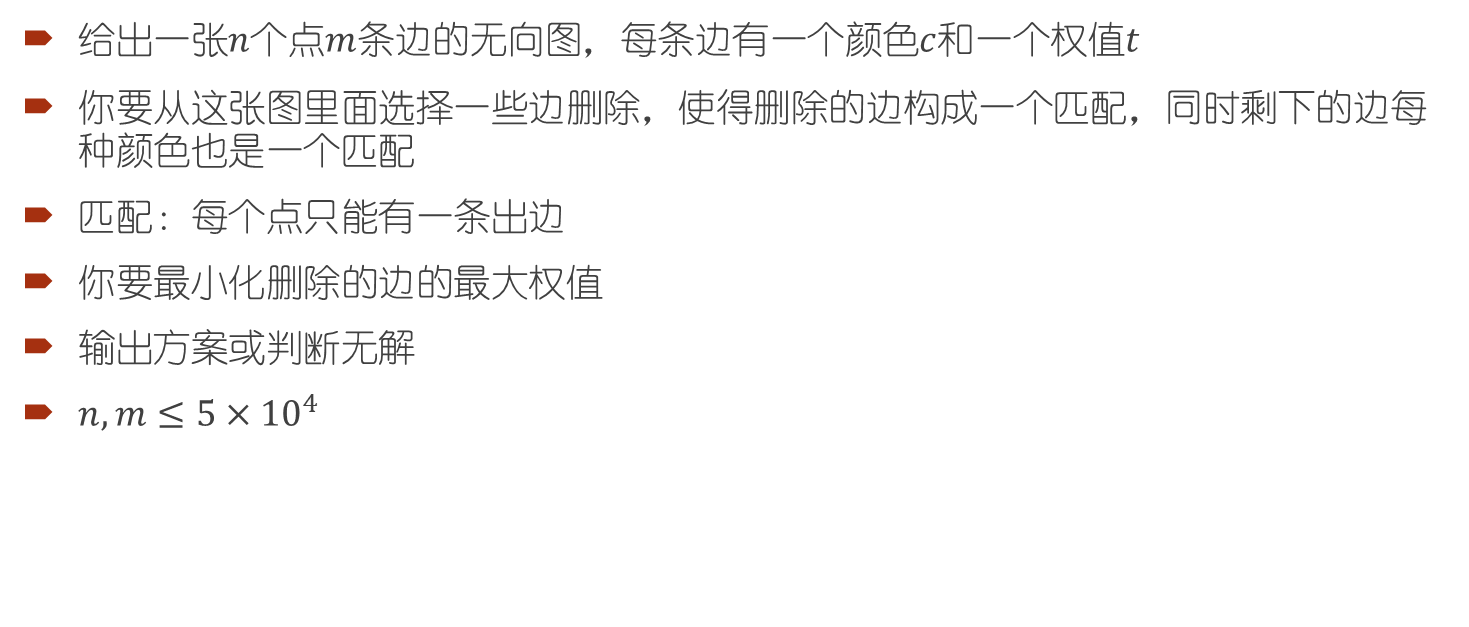 给出一张n个点m条边的无向图，每条边有一个颜色c和一个权值t
你要从这张图里面选择一些边删除，使得删除的边构成一个匹配，同时剩下的边每
种颜色也是一个匹配
匹配：每个点只能有一条出边
你要最小化删除的边的最大权值
输出方案或判断无解
n, m ≤ 5 × 10⁴